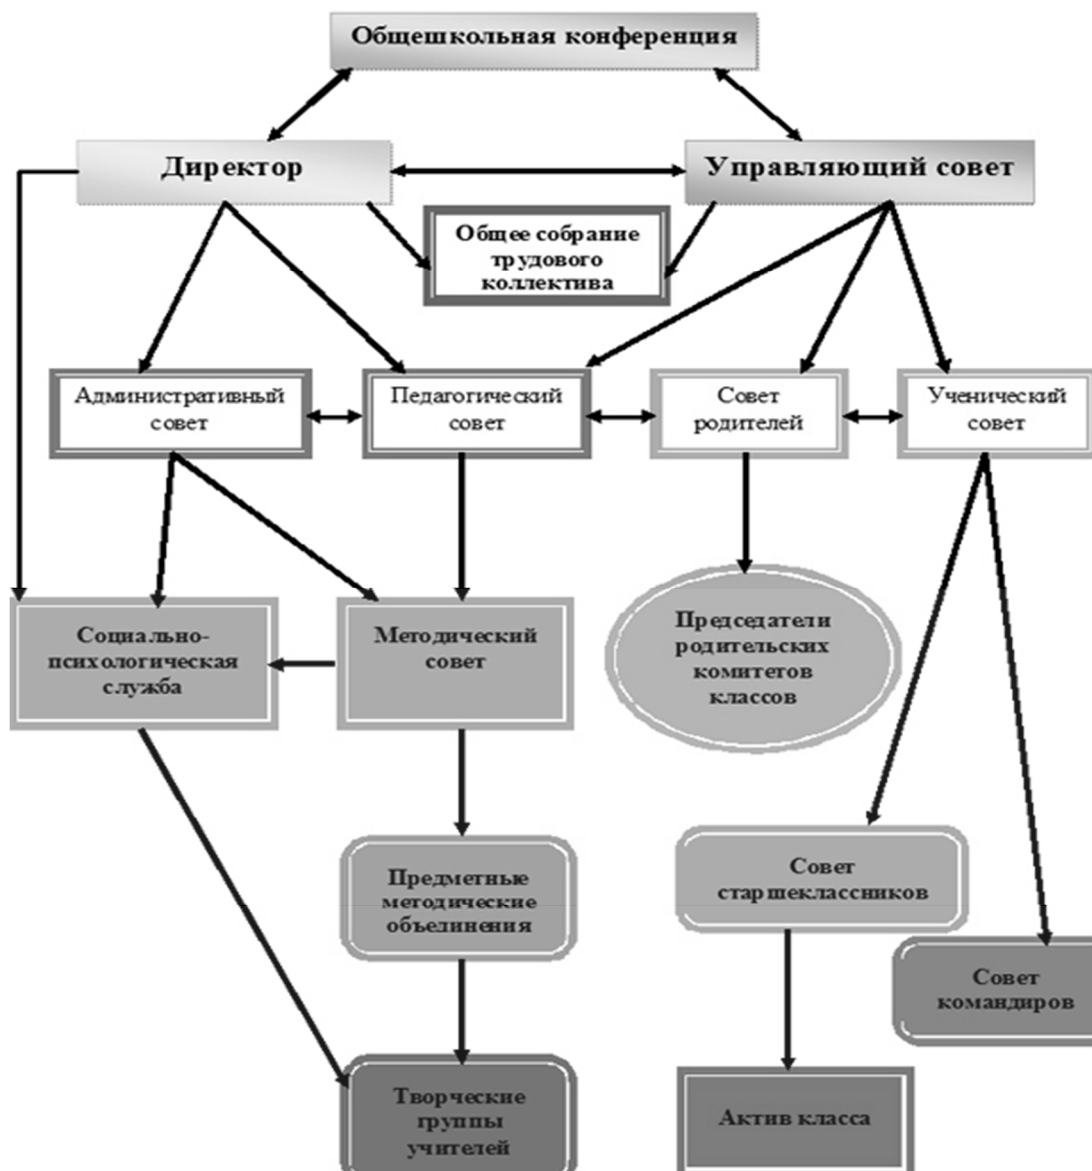 Общешкольная конференция
Директор
Управляющий совет
Общее собрание
трудового
коллектива
Административный
совет
Педагогический
совет
Совет
родителей
Ученический
совет
Социально-
психологическая
служба
Методический
совет
Председатели
родительских
комитетов
классов
Предметные
методические
объединения
Совет
старшеклассников
Совет
командиров
Творческие
группы
учителей
Актив класса